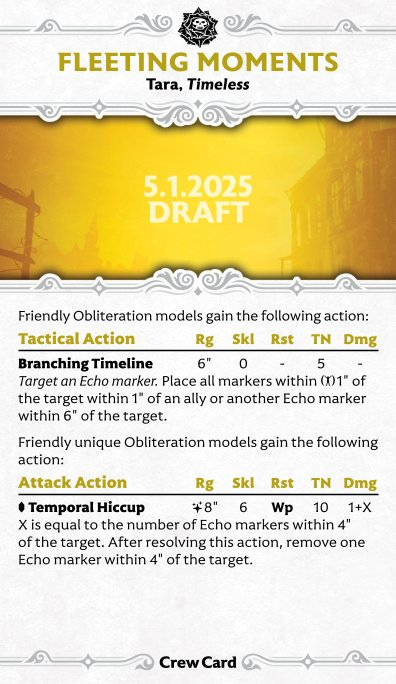 FLEETING MOMENTS
Tara, Timeless
5.1.2025
DRAFT
Friendly Obliteration models gain the following action:
Tactical Action Rg Skl Rst TN Dmg
Branching Timeline 6" 0 - 5 -
Target an Echo marker. Place all markers within 1" of
the target within 1" of an ally or another Echo marker
within 6" of the target.
Friendly unique Obliteration models gain the following
action:
Attack Action Rg Skl Rst TN Dmg
Temporal Hiccup 8" 6 Wp 10 1+X
X is equal to the number of Echo markers within 4"
of the target. After resolving this action, remove one
Echo marker within 4" of the target.
Crew Card